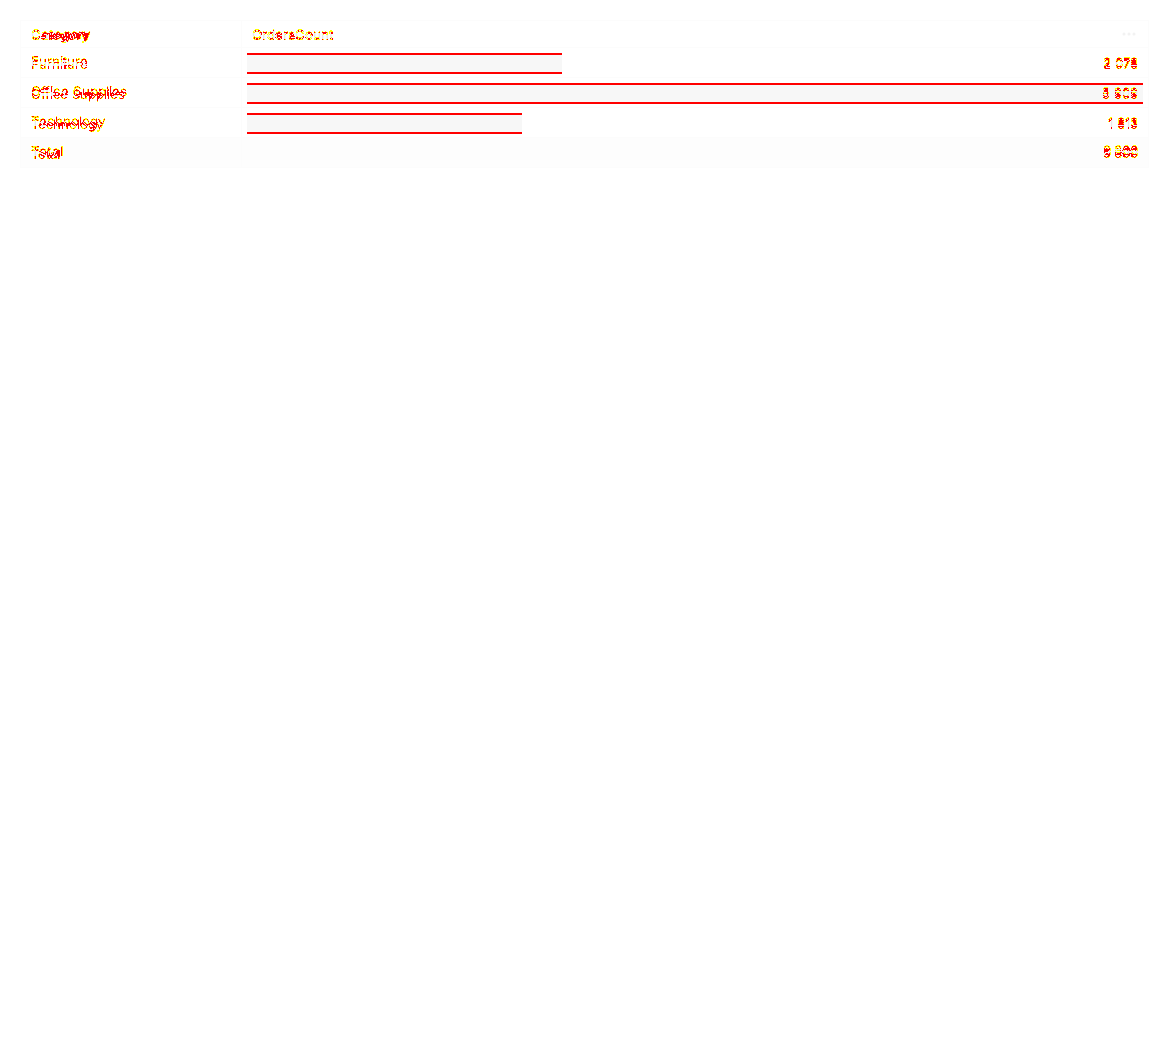 Category OrdersCount
Furniture 2 078
Office Supplies 5 909
Technology 1 813
Total 9 800